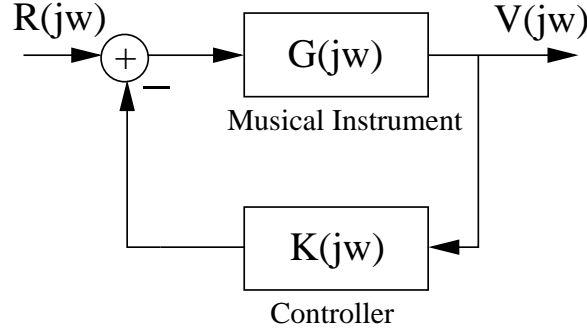 R(jw)
V(jw)
+
G(jw)
−
Musical Instrument
K(jw)
Controller